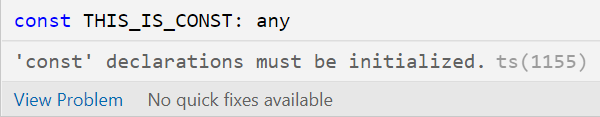 const THIS_IS_CONST: any
'const' declarations must be initialized. ts(1155)
View Problem No quick fixes available